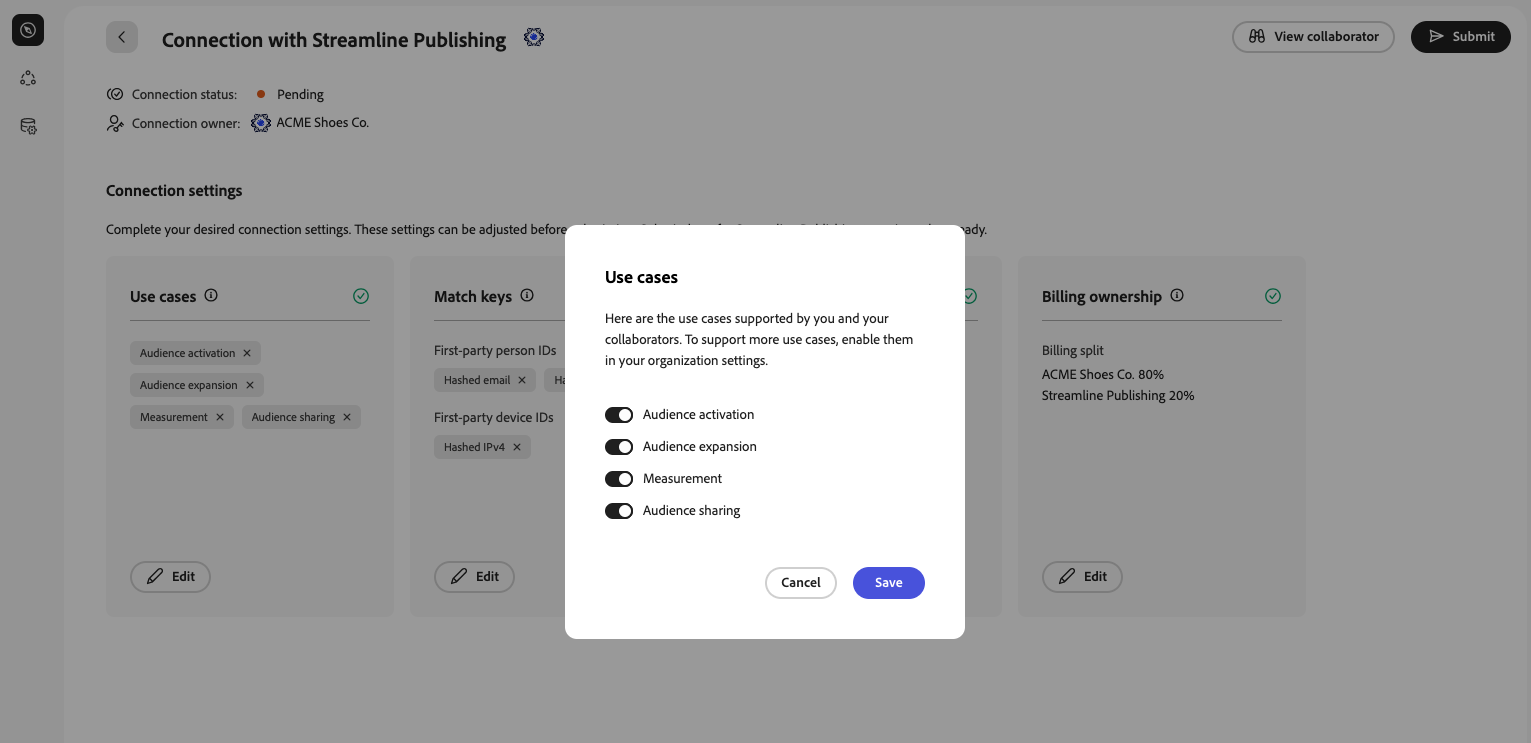 Connection with Streamline Publishing
View collaborator
Submit
Connection status:
Pending
Connection owner:
ACME Shoes Co.
Connection settings
Complete your desired connection settings. These settings can be adjusted before
Use cases
Audience activation
Audience expansion
Measurement
Audience sharing
Edit
Match keys
First-party person IDs
Hashed email
First-party device IDs
Hashed IPv4
Edit
Use cases
Here are the use cases supported by you and your
collaborators. To support more use cases, enable them
in your organization settings.
Audience activation
Audience expansion
Measurement
Audience sharing
Cancel
Save
Billing ownership
Billing split
ACME Shoes Co. 80%
Streamline Publishing 20%
Edit